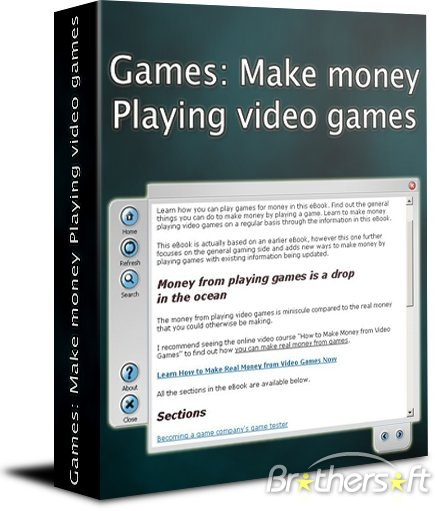 Games: Make money Playing video games
Games: Make money
Playing video games
Home
Refresh
Search
About
Close
Learn how you can play games for money in this eBook. Find out the general
things you can do to make money by playing a game. Learn to make money
playing video games on a regular basis through the information in this eBook.
This eBook is actually based on an earlier eBook, however this one further
focuses on the general gaming side and adds new ways to make money by
playing games with existing information being updated.
Money from playing games is a drop
in the ocean
The money from playing video games is miniscule compared to the real money
that you could otherwise be making.
I recommend seeing the online video course "How to Make Money from Video
Games" to find out how you can make real money from games.
Learn How to Make Real Money from Video Games Now
All the sections in the eBook are available below.
Sections
Becoming a game company's game tester
Brothersoft